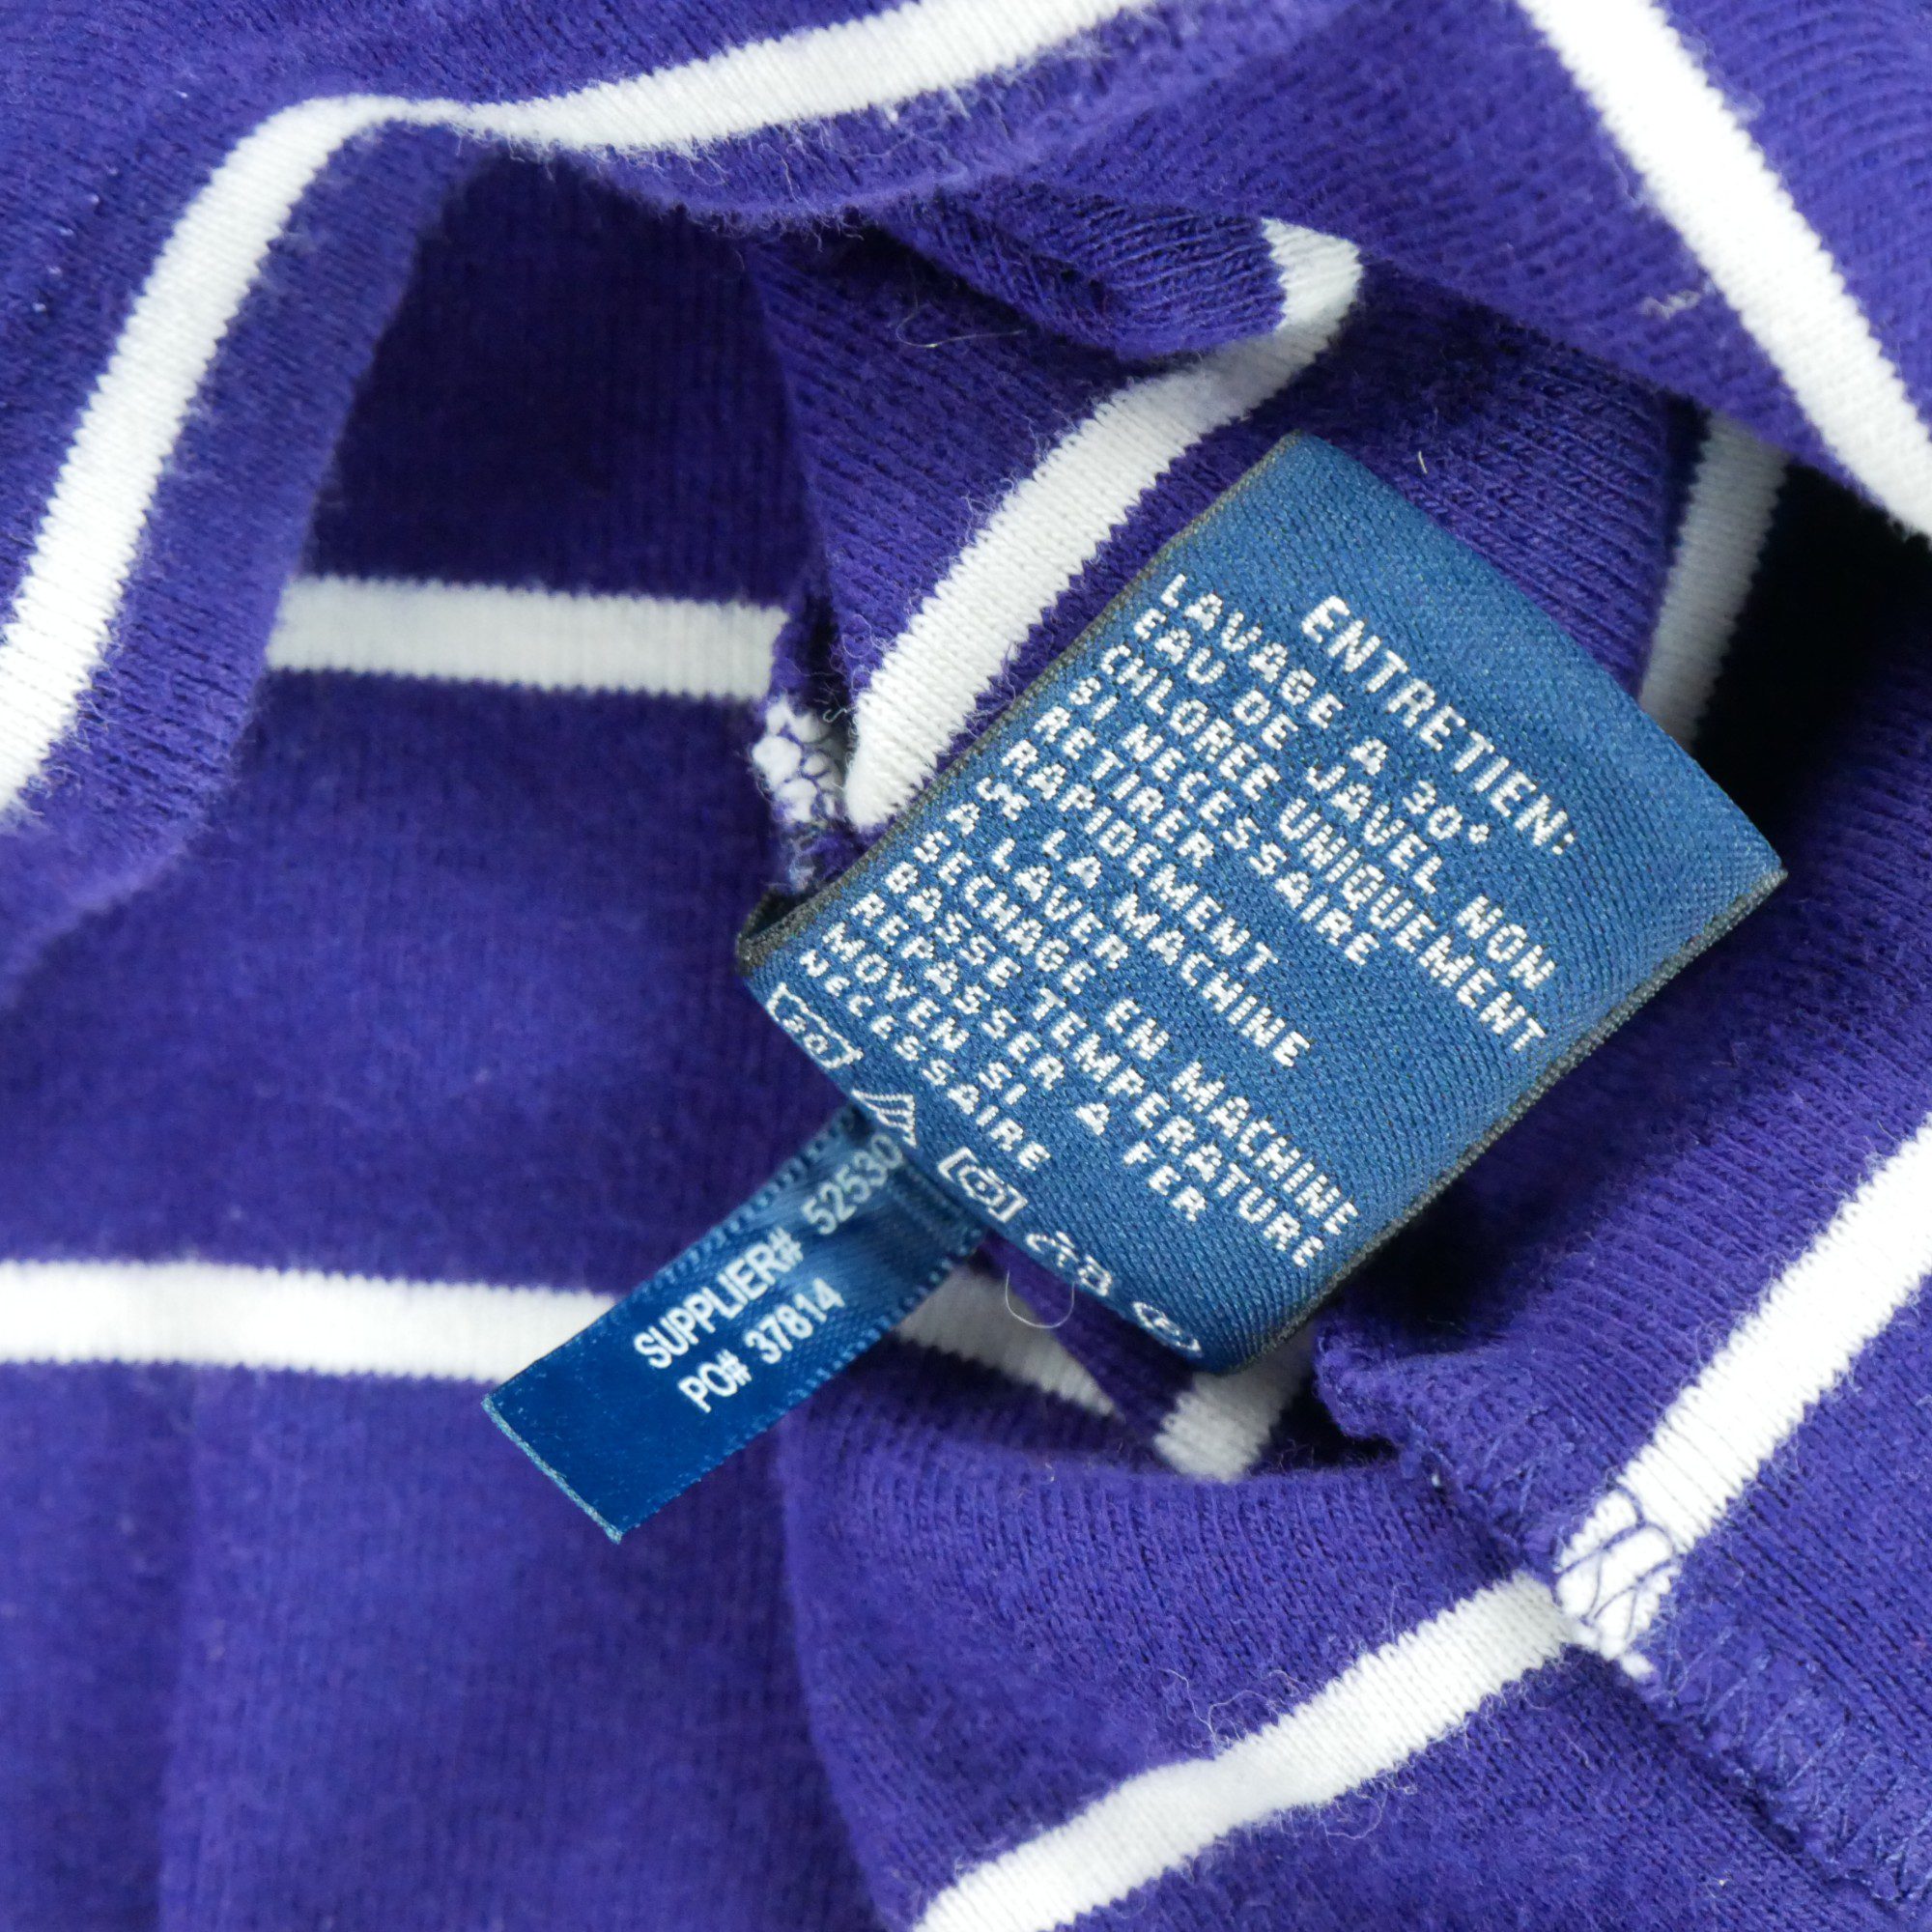 ENTRETIEN:
LAVAGE A 30°
EAU DE JAVEL NON
CHLOREE UNIQUEMENT
SI NECESSAIRE
RETIRER
RAPIDEMENT
DE LA MACHINE
A LAVER
SECHAGE EN MACHINE
BASSE TEMPERATURE
REPASSER A FER
MOYEN SI
NECESSAIRE
SUPPLIER# 52530
PO# 37814